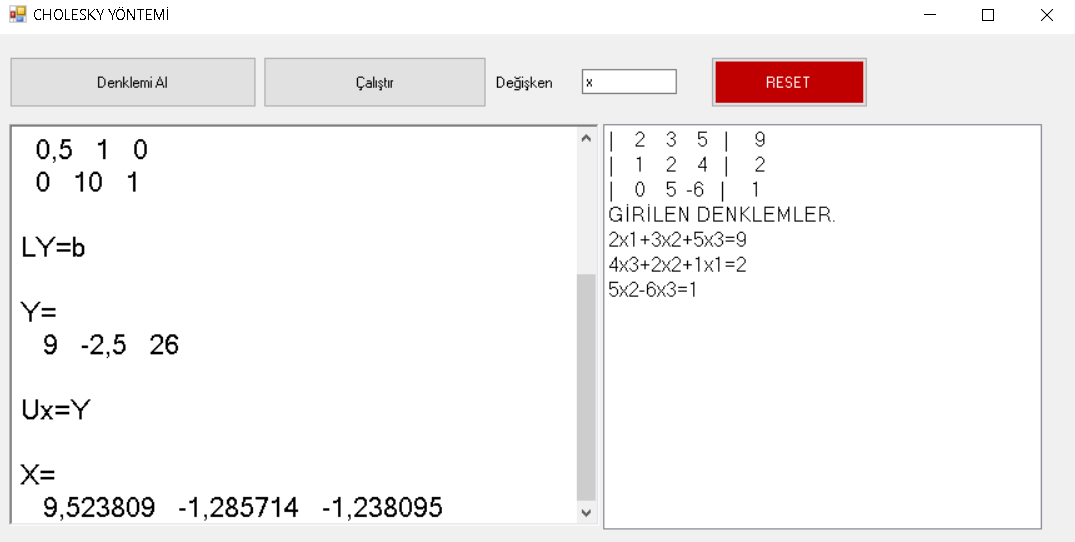 CHOLESKY YÖNTEMİ
Denklemi Al Çalıştır Değişken x RESET
0,5 1 0
0 10 1
LY=b
Y=
9 -2,5 26
Ux=Y
X=
9,523809 -1,285714 -1,238095
| 2 3 5 | 9
| 1 2 4 | 2
| 0 5 -6 | 1
GİRİLEN DENKLEMLER.
2x1+3x2+5x3=9
4x3+2x2+1x1=2
5x2-6x3=1